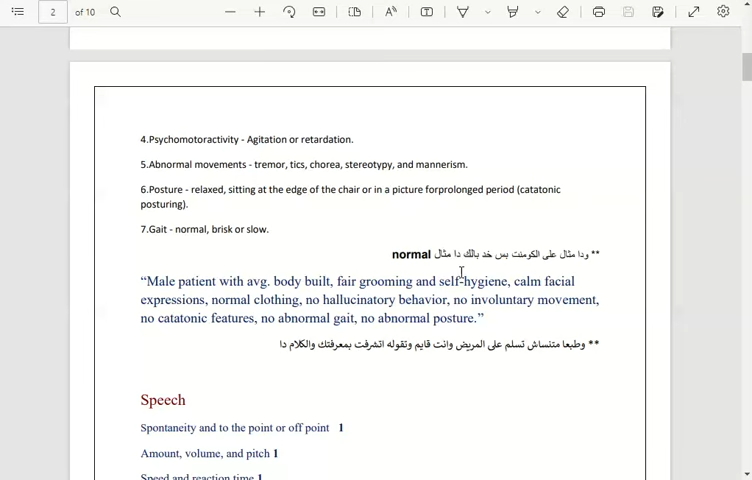 2 of 10
4.Psychomotoractivity - Agitation or retardation.
5.Abnormal movements - tremor, tics, chorea, stereotypy, and mannerism.
6.Posture - relaxed, sitting at the edge of the chair or in a picture forprolonged period (catatonic
posturing).
7.Gait - normal, brisk or slow.
** ودا مثال على الكومنت بس خد بالك دا مثال normal
“Male patient with avg. body built, fair grooming and self-hygiene, calm facial
expressions, normal clothing, no hallucinatory behavior, no involuntary movement,
no catatonic features, no abnormal gait, no abnormal posture.”
** وطبعا متنساش تسلم على المريض وانت قايم وتقوله اتشرفت بمعرفتك والكلام دا
Speech
Spontaneity and to the point or off point 1
Amount, volume, and pitch 1
Speed and reaction time 1